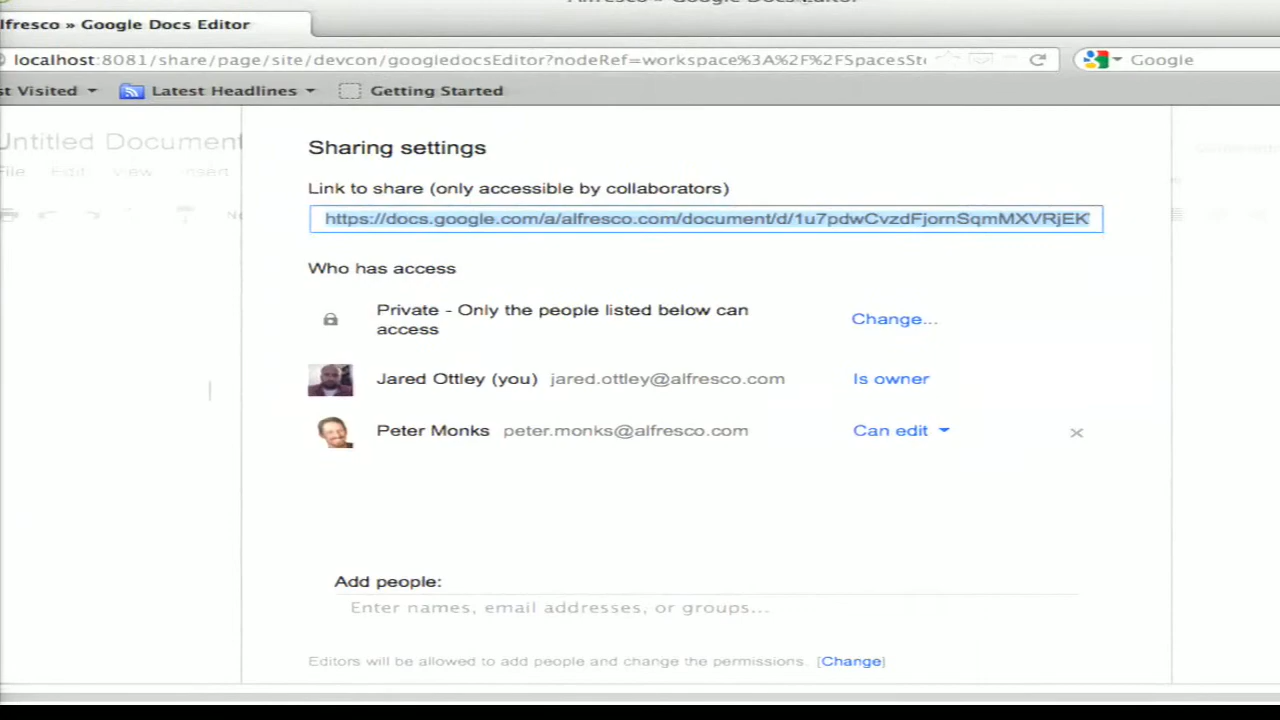 lfresco » Google Docs Editor
localhost:8081/share/page/site/devcon/googledocsEditor?nodeRef=workspace%3A%2F%2FSpacesSt
Google
t Visited
Latest Headlines
Getting Started
Untitled Document
File Edit View Insert
Sharing settings
Link to share (only accessible by collaborators)
https://docs.google.com/a/alfresco.com/document/d/1u7pdwCvzdFjornSqmMXVRjEK
Who has access
Private - Only the people listed below can
access
Change...
Jared Ottley (you) jared.ottley@alfresco.com
Is owner
Peter Monks peter.monks@alfresco.com
Can edit
Add people:
Enter names, email addresses, or groups...
Editors will be allowed to add people and change the permissions. [Change]